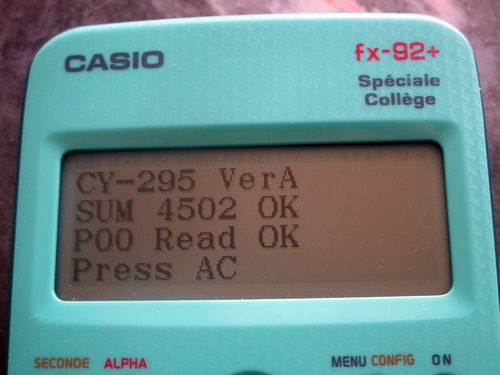 CASIO
fx-92+
Spéciale
Collège
CY-295 VerA
SUM 4502 OK
P00 Read OK
Press AC
SECONDE ALPHA MENU CONFIG ON